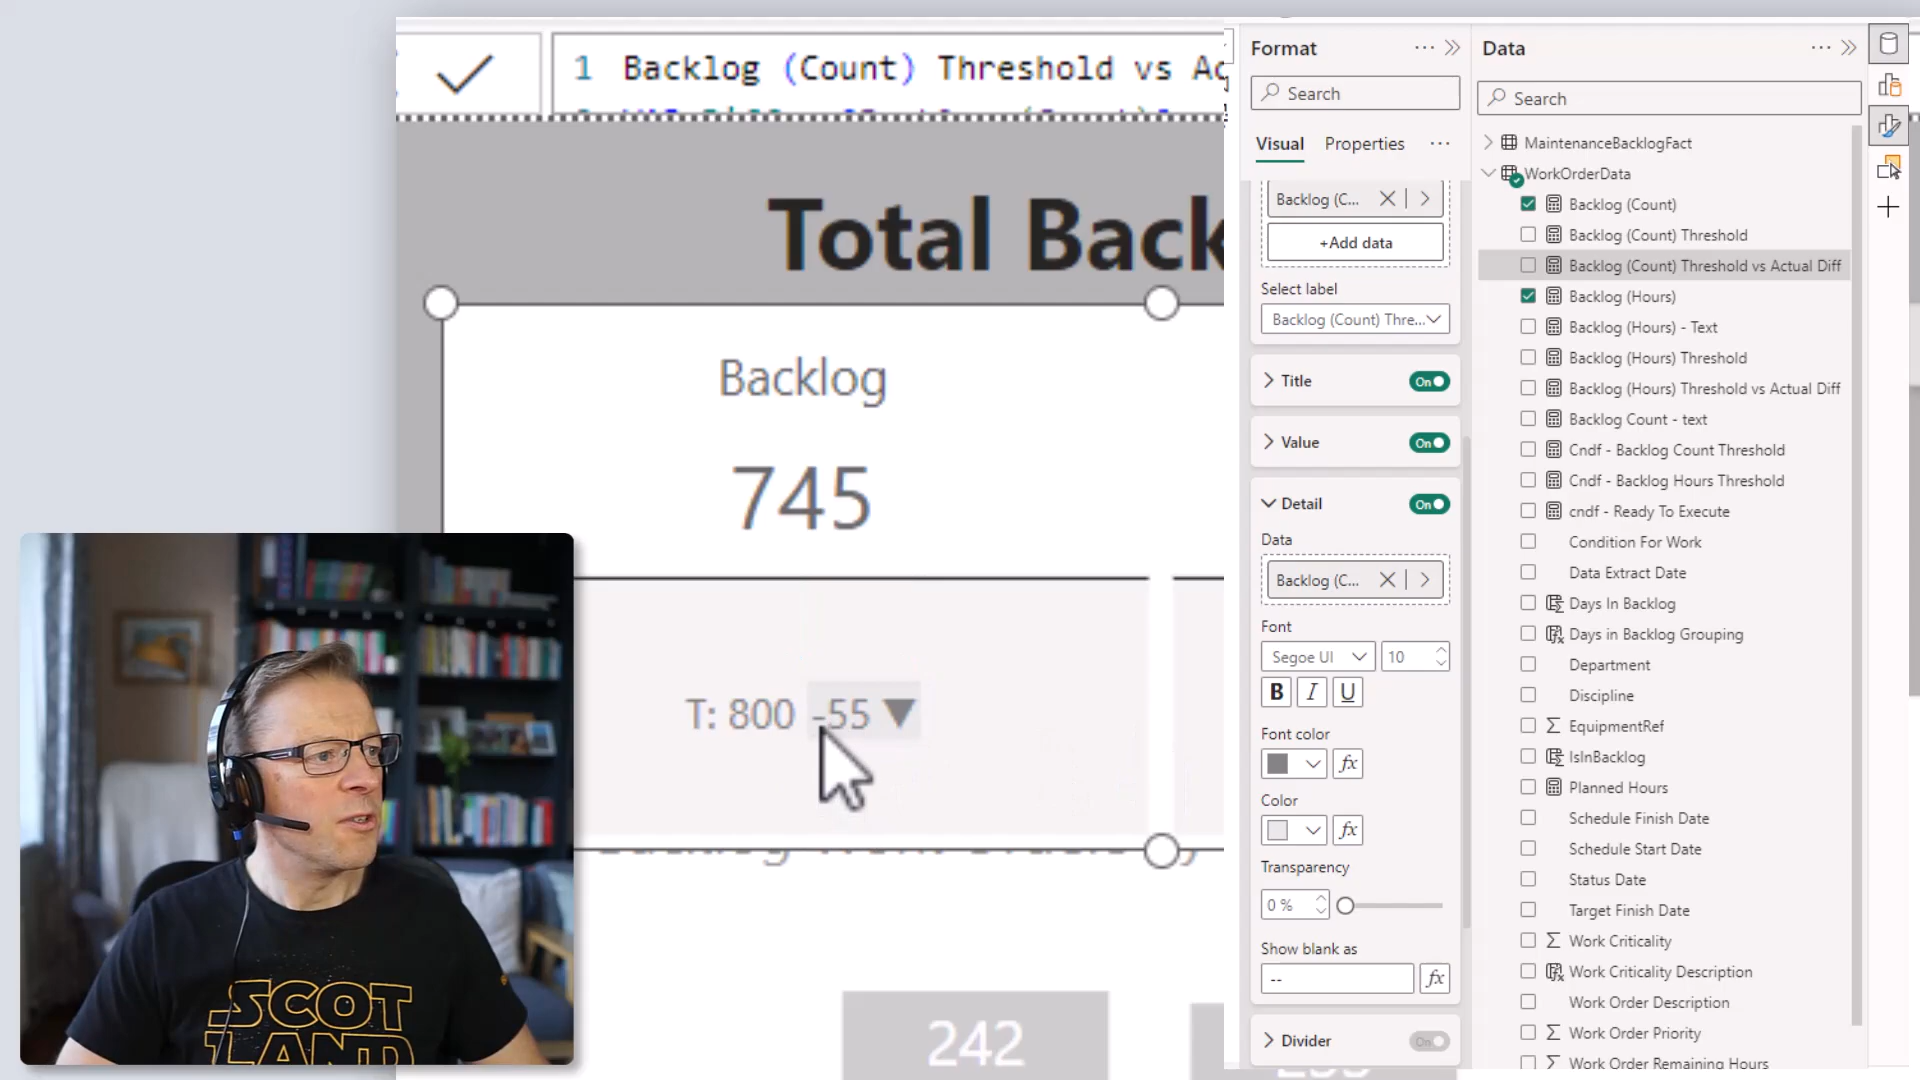 1 Backlog (Count) Threshold vs Ac
Total Back
Backlog
745
T: 800 -55 ▼
242
SCOT
LAND
Format
Search
Visual Properties
Backlog (C...
+Add data
Select label
Backlog (Count) Thre...
Title On
Value On
Detail On
Data
Backlog (C...
Font
Segoe UI 10
B I U
Font color
fx
Color
fx
Transparency
0 %
Show blank as
-- fx
Divider On
Data
Search
MaintenanceBacklogFact
WorkOrderData
Backlog (Count)
Backlog (Count) Threshold
Backlog (Count) Threshold vs Actual Diff
Backlog (Hours)
Backlog (Hours) - Text
Backlog (Hours) Threshold
Backlog (Hours) Threshold vs Actual Diff
Backlog Count - text
Cndf - Backlog Count Threshold
Cndf - Backlog Hours Threshold
cndf - Ready To Execute
Condition For Work
Data Extract Date
Days In Backlog
Days in Backlog Grouping
Department
Discipline
EquipmentRef
IsInBacklog
Planned Hours
Schedule Finish Date
Schedule Start Date
Status Date
Target Finish Date
Work Criticality
Work Criticality Description
Work Order Description
Work Order Priority
Work Order Remaining Hours